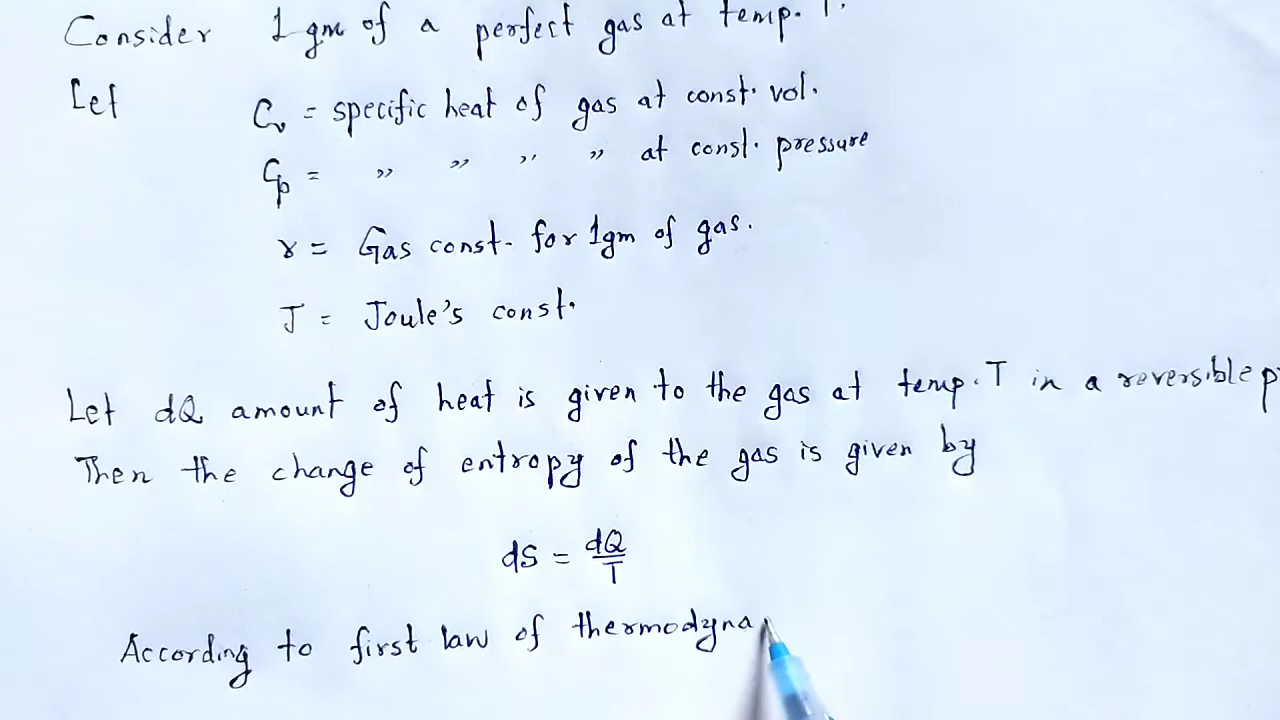 Consider 1 gm of a perfect gas at temp. T.
Let Cv = specific heat of gas at const. vol.
Cp = ,, ,, ,, ,, at const. pressure
r = Gas const. for 1gm of gas.
J = Joule's const.
Let dQ amount of heat is given to the gas at temp. T in a reversible p
Then the change of entropy of the gas is given by
dS = dQ/T
According to first law of thermodyna